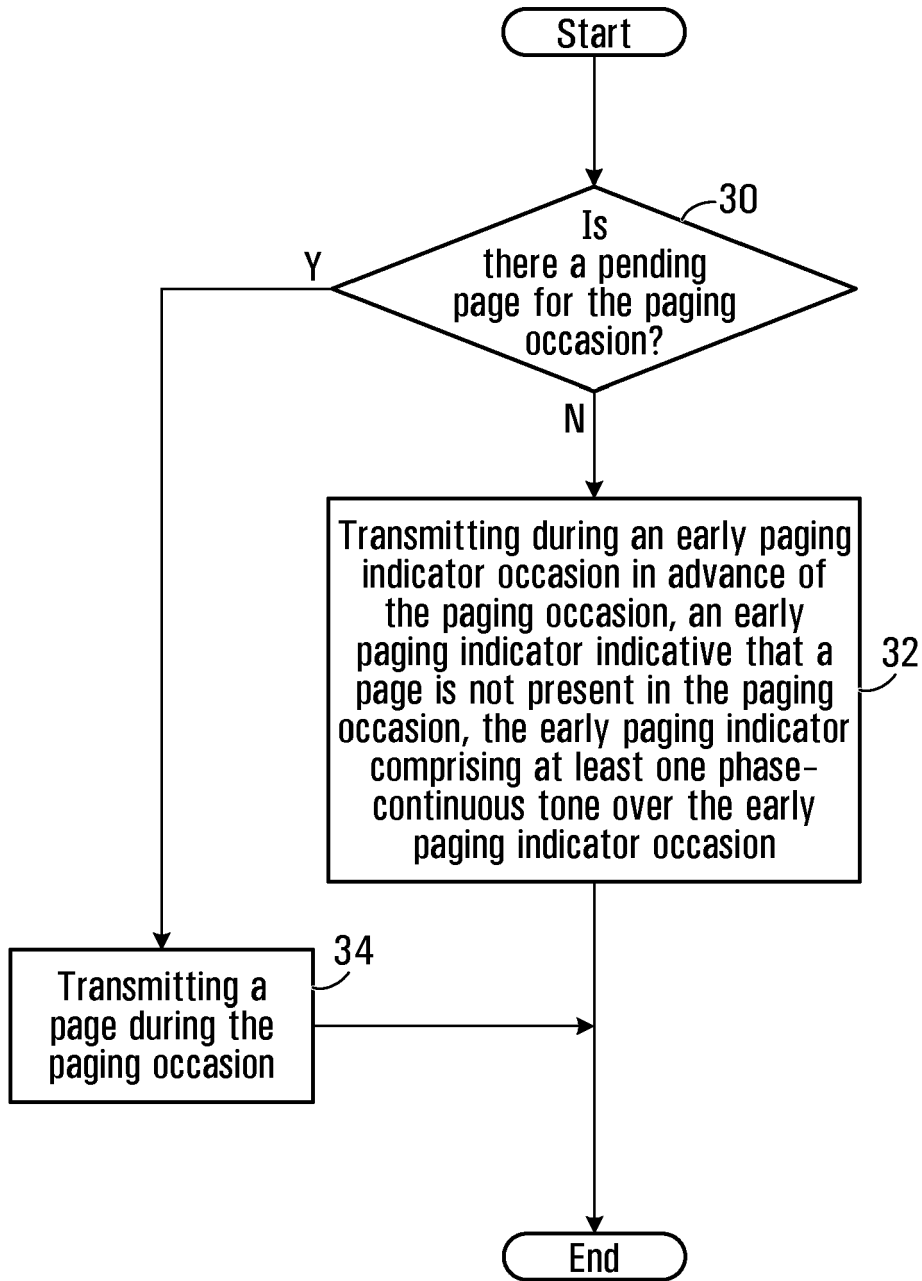 Start
30
Is
there a pending
page for the paging
occasion?
Y
N
Transmitting during an early paging
indicator occasion in advance of
the paging occasion, an early
paging indicator indicative that a
page is not present in the paging
occasion, the early paging indicator
comprising at least one phase-
continuous tone over the early
paging indicator occasion
32
34
Transmitting a
page during the
paging occasion
End